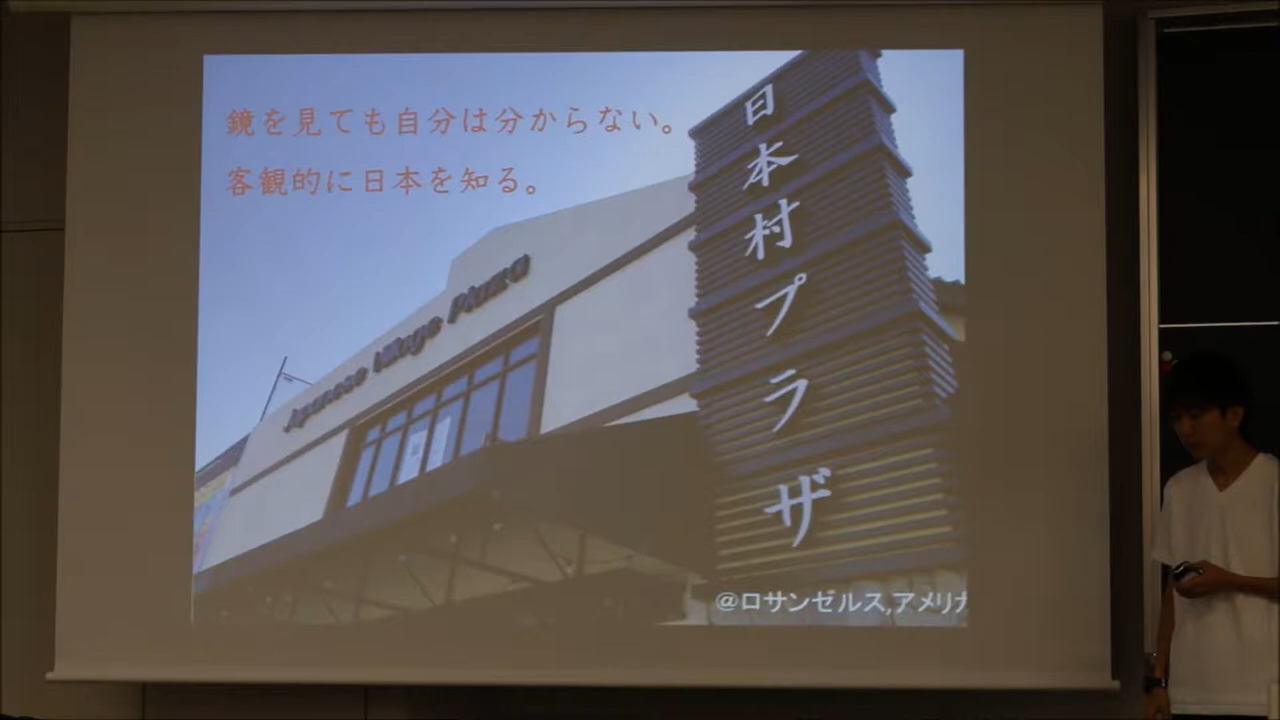 鏡を見ても自分は分からない。
客観的に日本を知る。
Japanese Village Plaza
日本村プラザ
@ロサンゼルス,アメリカ